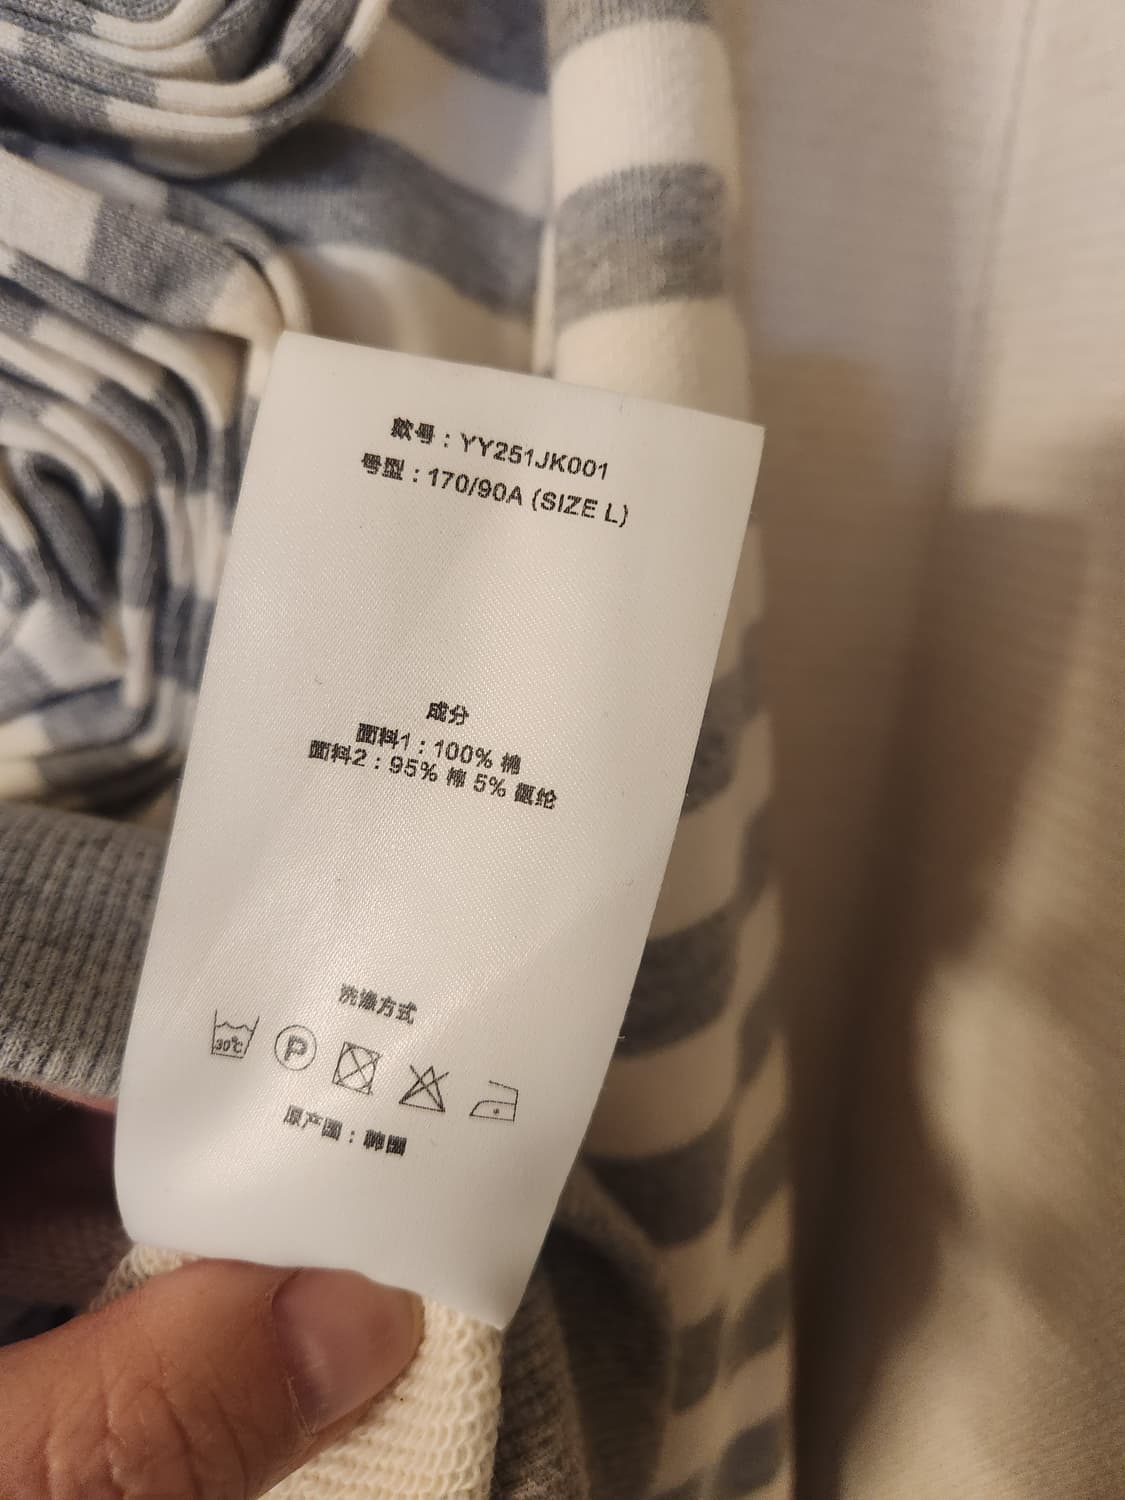 款号：YY251JK001
号型：170/90A (SIZE L)
成分
面料1：100% 棉
面料2：95% 棉 5% 氨纶
洗涤方式
30℃
P
原产国：韩国